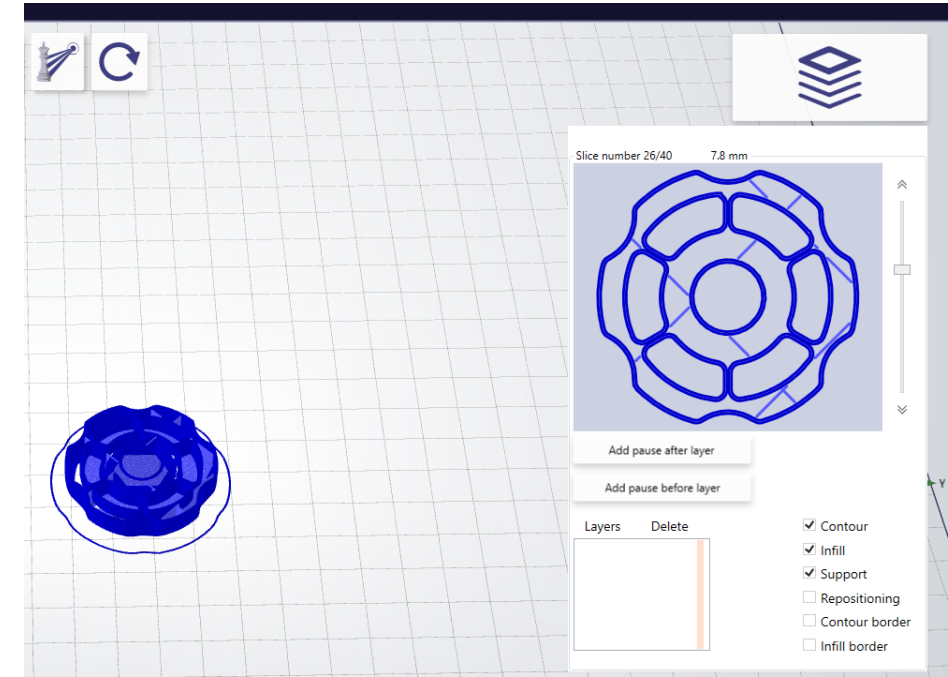 Slice number 26/40 7.8 mm
Add pause after layer
Add pause before layer
Layers Delete
Contour
Infill
Support
Repositioning
Contour border
Infill border
Y